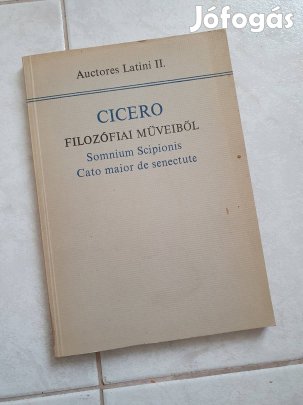 Jófogás
Auctores Latini II.
CICERO
FILOZÓFIAI MŰVEIBŐL
Somnium Scipionis
Cato maior de senectute